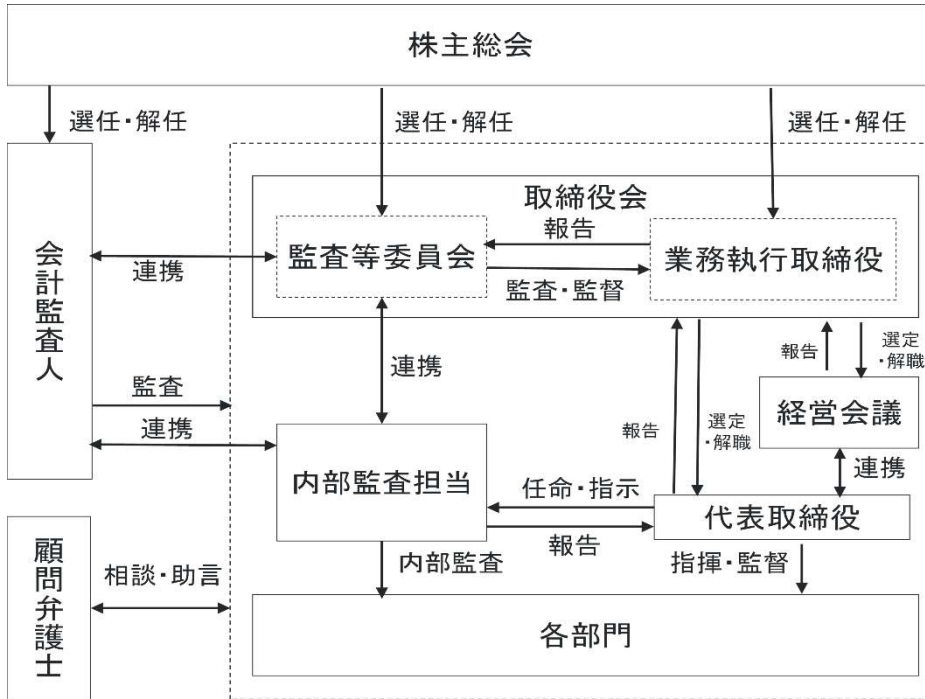 株主総会
選任・解任
選任・解任
選任・解任
取締役会
会計監査人
連携
監査等委員会
報告
監査・監督
業務執行取締役
連携
報告
選定
・解職
監査
報告
選定
・解職
経営会議
連携
内部監査担当
任命・指示
報告
連携
代表取締役
内部監査
指揮・監督
顧問弁護士
相談・助言
各部門